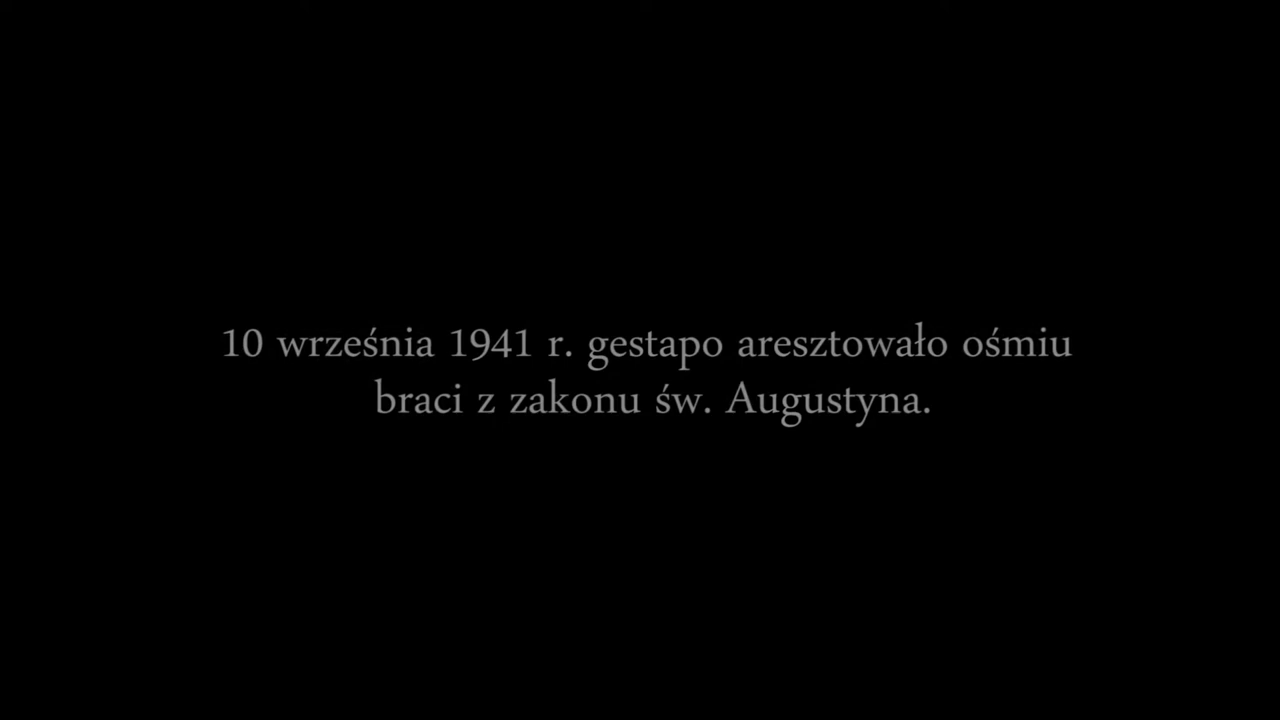 10 września 1941 r. gestapo aresztowało ośmiu
braci z zakonu św. Augustyna.